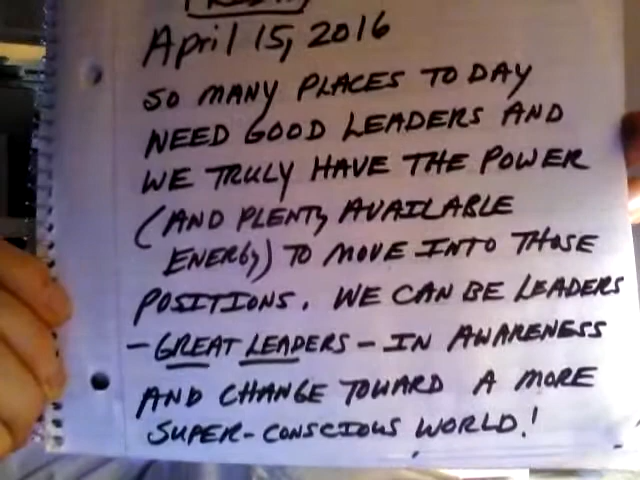 April 15, 2016
SO MANY PLACES TODAY
NEED GOOD LEADERS AND
WE TRULY HAVE THE POWER
(AND PLENTY AVAILABLE
ENERGY) TO MOVE INTO THOSE
POSITIONS. WE CAN BE LEADERS
- GREAT LEADERS - IN AWARENESS
AND CHANGE TOWARD A MORE
SUPER-CONSCIOUS WORLD!